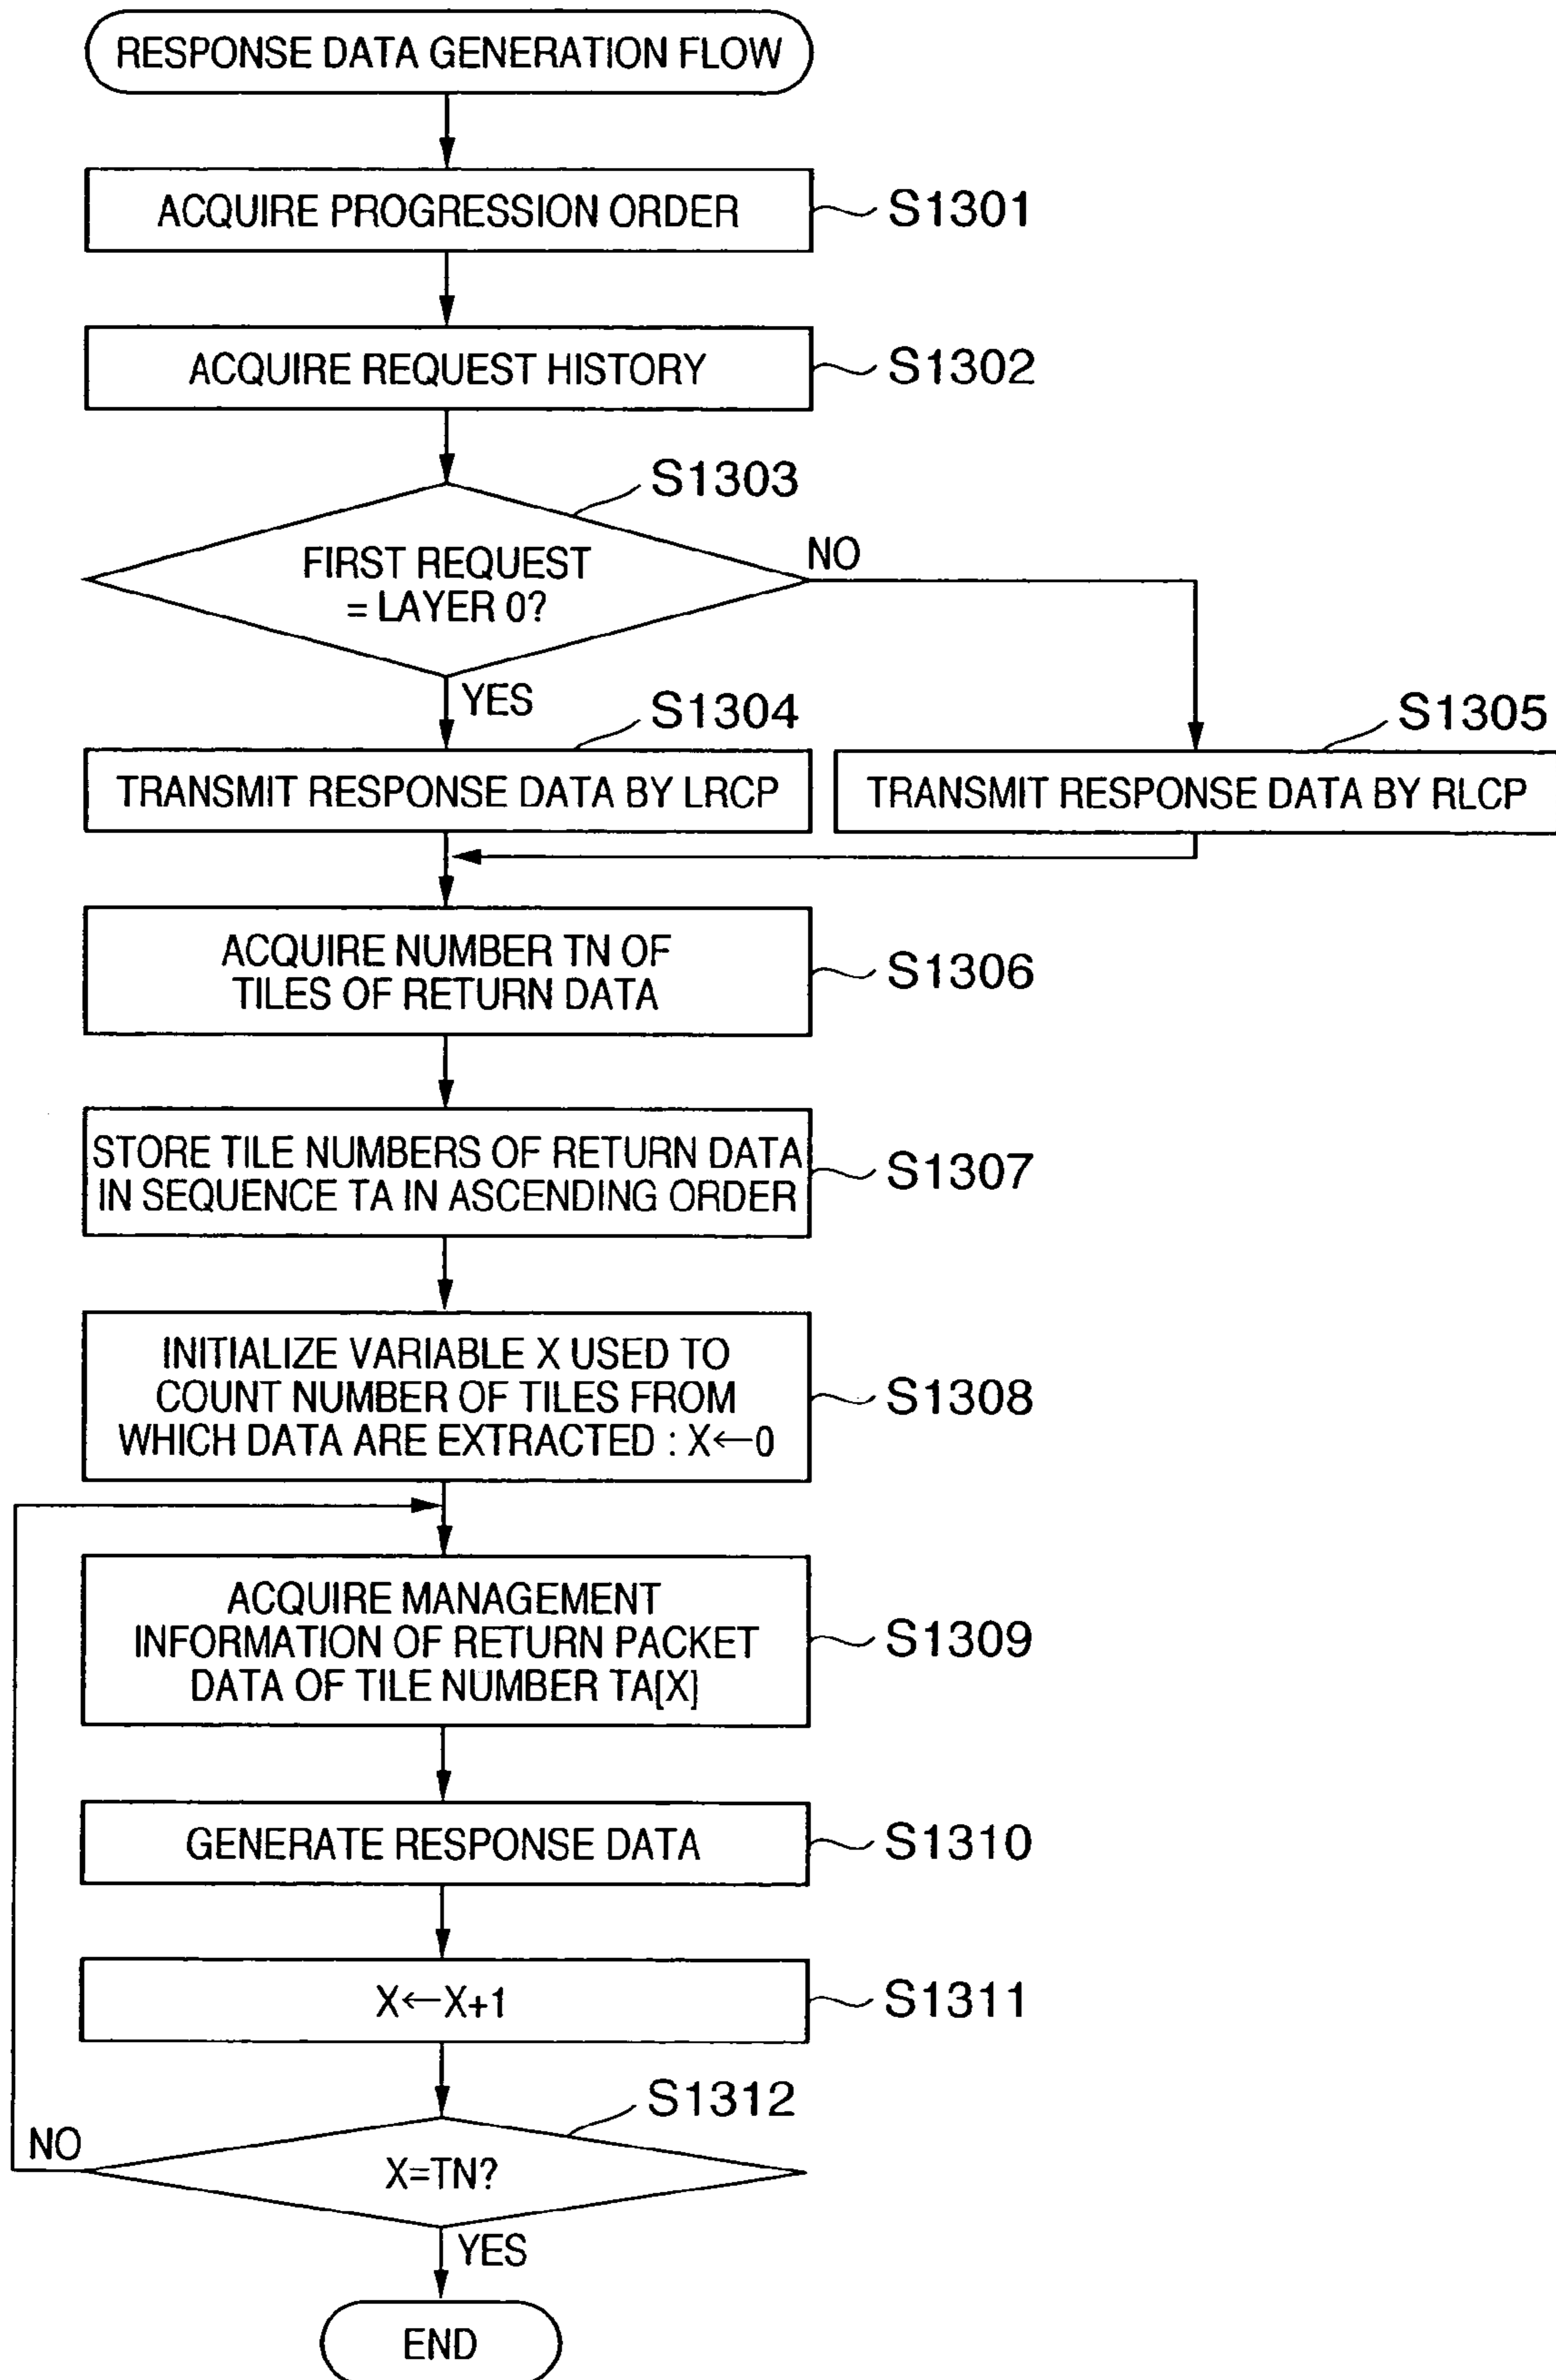 RESPONSE DATA GENERATION FLOW
ACQUIRE PROGRESSION ORDER
S1301
ACQUIRE REQUEST HISTORY
S1302
S1303
FIRST REQUEST
= LAYER 0?
NO
YES
S1304
S1305
TRANSMIT RESPONSE DATA BY LRCP
TRANSMIT RESPONSE DATA BY RLCP
ACQUIRE NUMBER TN OF
TILES OF RETURN DATA
S1306
STORE TILE NUMBERS OF RETURN DATA
IN SEQUENCE TA IN ASCENDING ORDER
S1307
INITIALIZE VARIABLE X USED TO
COUNT NUMBER OF TILES FROM
WHICH DATA ARE EXTRACTED : X←0
S1308
ACQUIRE MANAGEMENT
INFORMATION OF RETURN PACKET
DATA OF TILE NUMBER TA[X]
S1309
GENERATE RESPONSE DATA
S1310
X←X+1
S1311
S1312
NO
X=TN?
YES
END